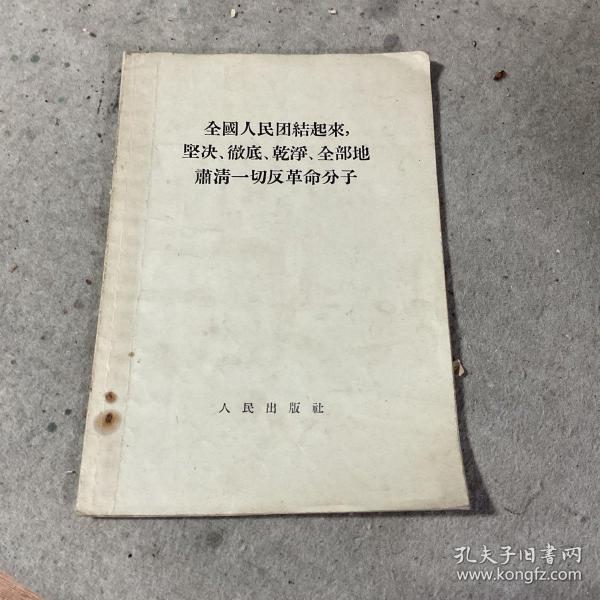 全國人民团結起來，
堅决、徹底、乾淨、全部地
肅清一切反革命分子
人民出版社
孔夫子旧書网
www.kongfz.com